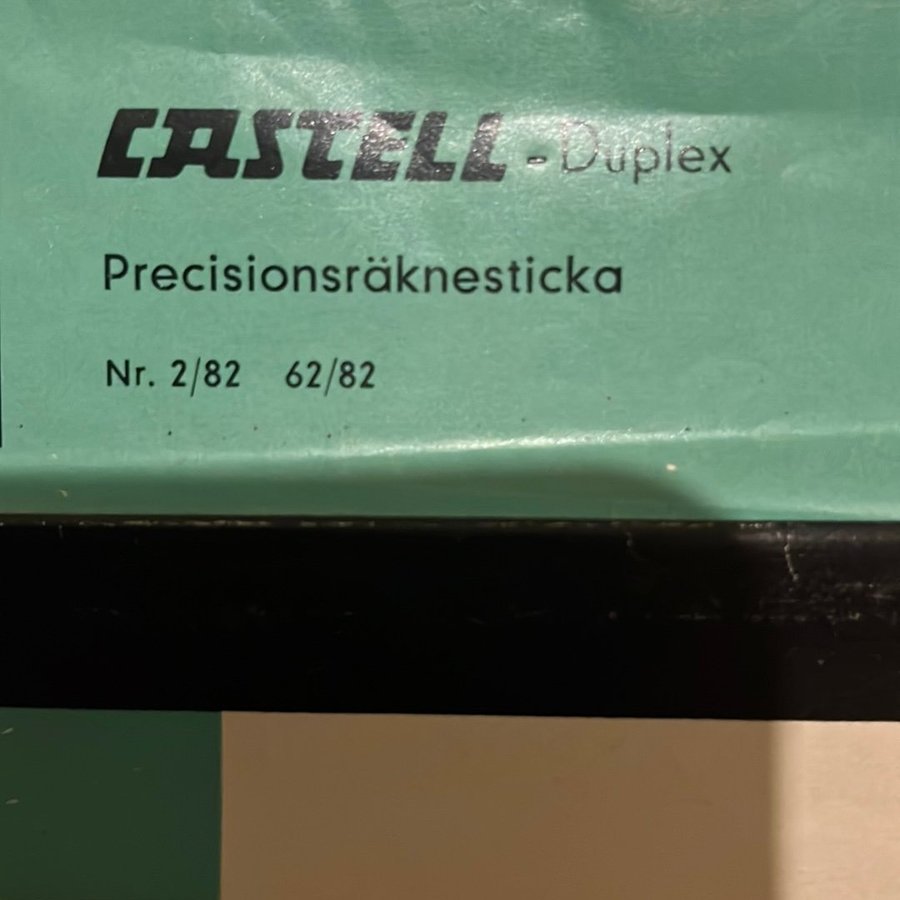 CASTELL - Duplex
Precisionsräknesticka
Nr. 2/82 62/82